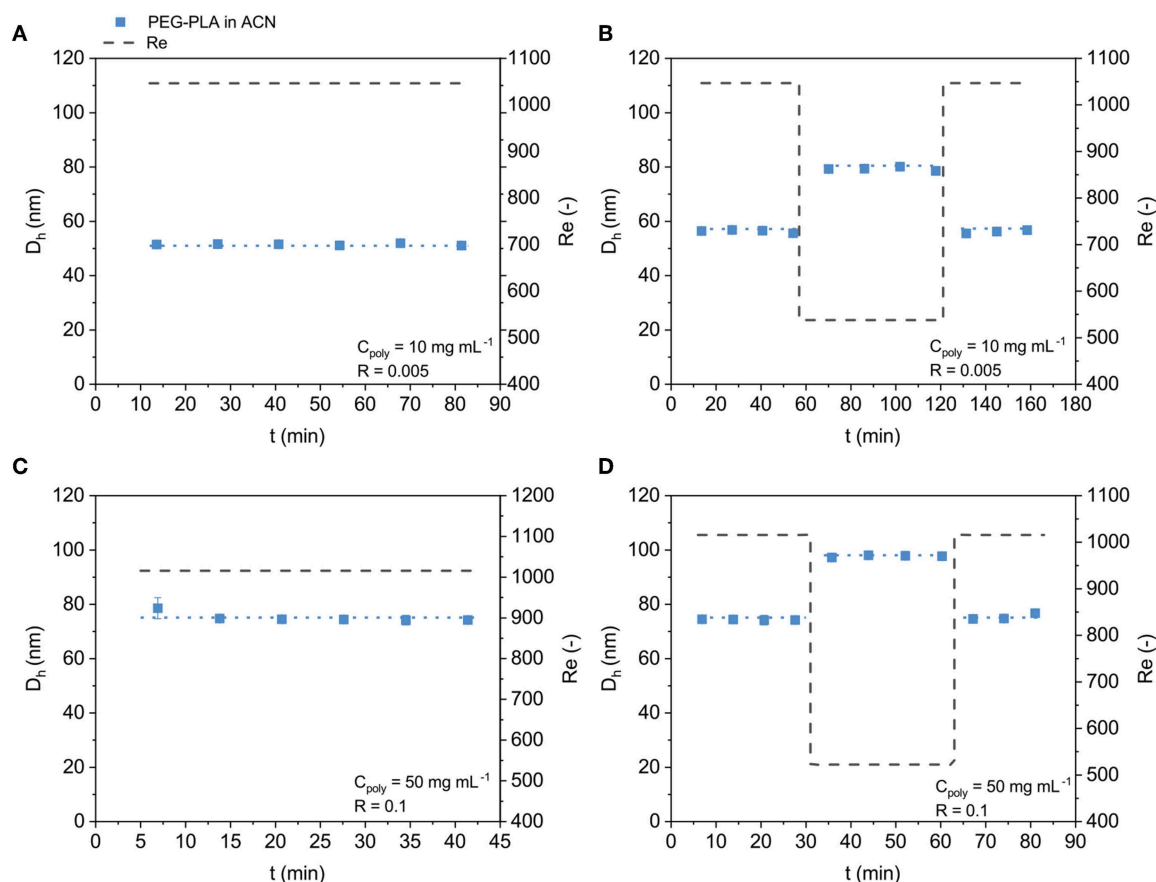 PEG-PLA in ACN
Re
A
120
100
80
60
40
20
0
D_h (nm)
1100
1000
900
800
700
600
500
400
Re (-)
C_poly = 10 mg mL⁻¹
R = 0.005
0 10 20 30 40 50 60 70 80 90
t (min)
B
120
100
80
60
40
20
0
D_h (nm)
1100
1000
900
800
700
600
500
400
Re (-)
C_poly = 10 mg mL⁻¹
R = 0.005
0 20 40 60 80 100 120 140 160 180
t (min)
C
120
100
80
60
40
20
0
D_h (nm)
1200
1100
1000
900
800
700
600
500
400
Re (-)
C_poly = 50 mg mL⁻¹
R = 0.1
0 5 10 15 20 25 30 35 40 45
t (min)
D
120
100
80
60
40
20
0
D_h (nm)
1100
1000
900
800
700
600
500
400
Re (-)
C_poly = 50 mg mL⁻¹
R = 0.1
0 10 20 30 40 50 60 70 80 90
t (min)